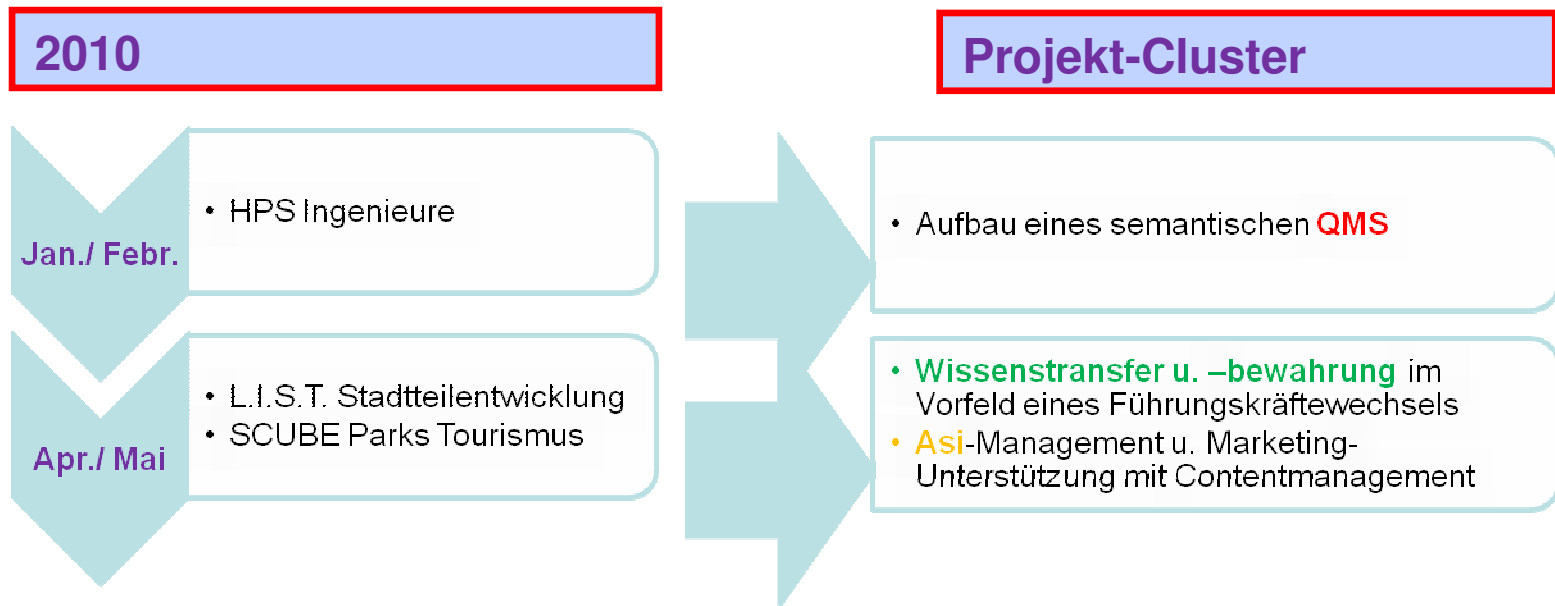 2010
Projekt-Cluster
Jan./ Febr.
• HPS Ingenieure
• Aufbau eines semantischen QMS
Apr./ Mai
• L.I.S.T. Stadtteilentwicklung
• SCUBE Parks Tourismus
• Wissenstransfer u. –bewahrung im
Vorfeld eines Führungskräftewechsels
• Asi-Management u. Marketing-
Unterstützung mit Contentmanagement